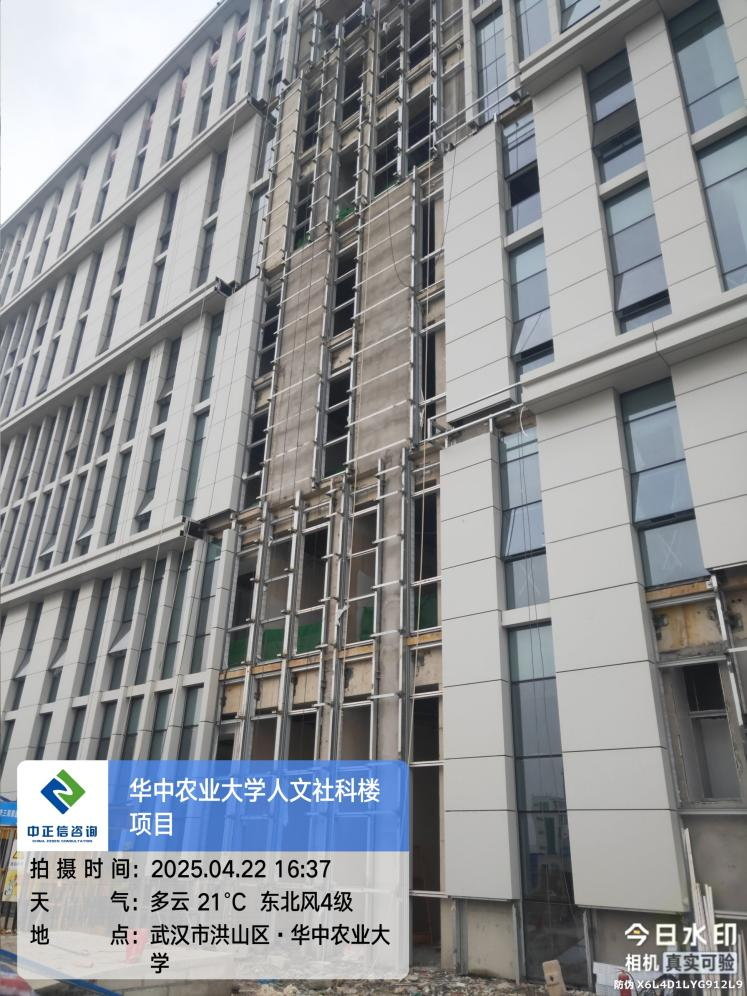 华中农业大学人文社科楼
项目
中正信咨询
拍摄时间: 2025.04.22 16:37
天 气: 多云 21℃ 东北风4级
地 点: 武汉市洪山区·华中农业大
学
今日水印
相机 真实可验
防伪 X6L4D1LYG912L9